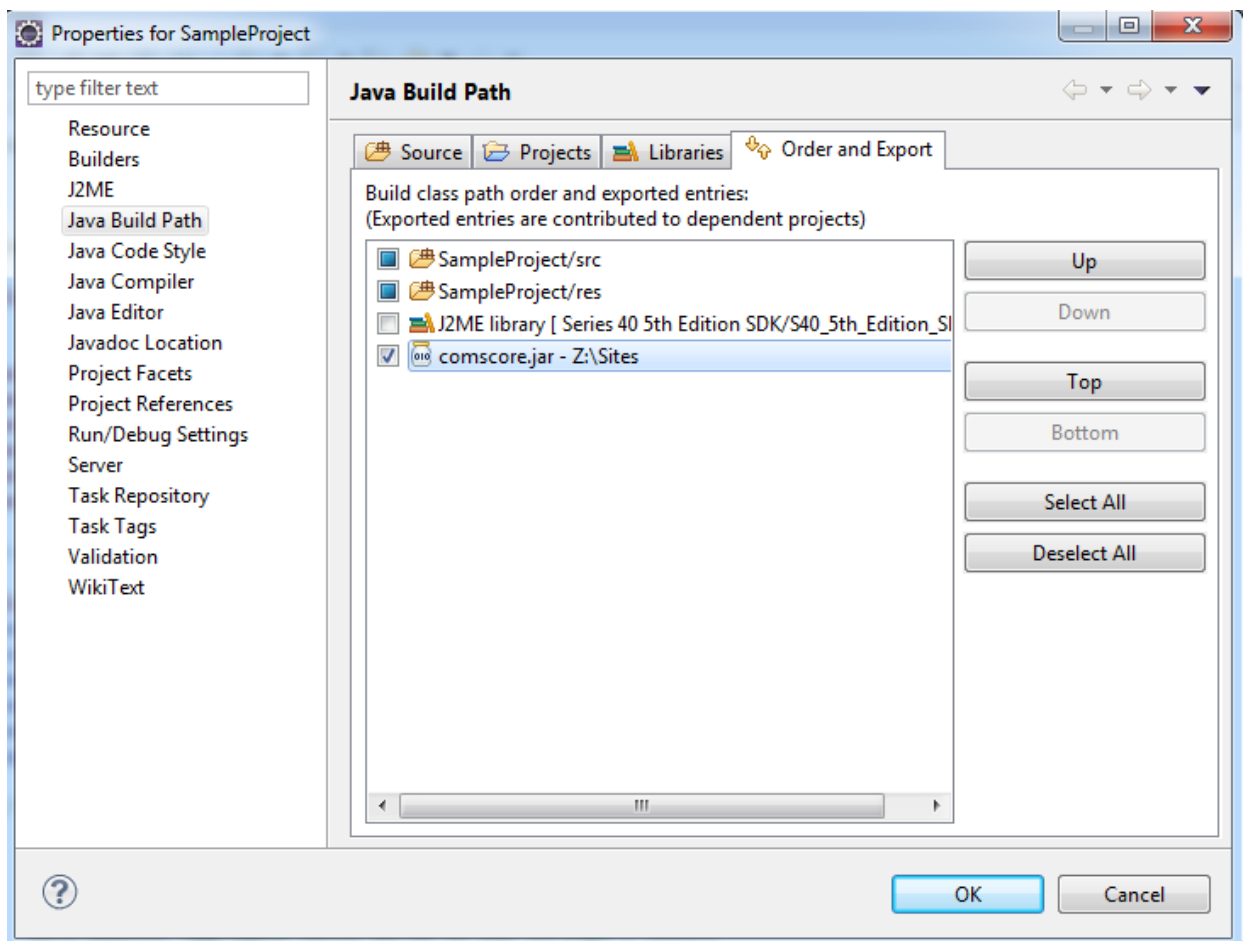 Properties for SampleProject
type filter text
Resource
Builders
J2ME
Java Build Path
Java Code Style
Java Compiler
Java Editor
Javadoc Location
Project Facets
Project References
Run/Debug Settings
Server
Task Repository
Task Tags
Validation
WikiText
Java Build Path
Source Projects Libraries Order and Export
Build class path order and exported entries:
(Exported entries are contributed to dependent projects)
SampleProject/src
SampleProject/res
J2ME library [ Series 40 5th Edition SDK/S40_5th_Edition_SI
010 comscore.jar - Z:\Sites
Up
Down
Top
Bottom
Select All
Deselect All
?
OK Cancel